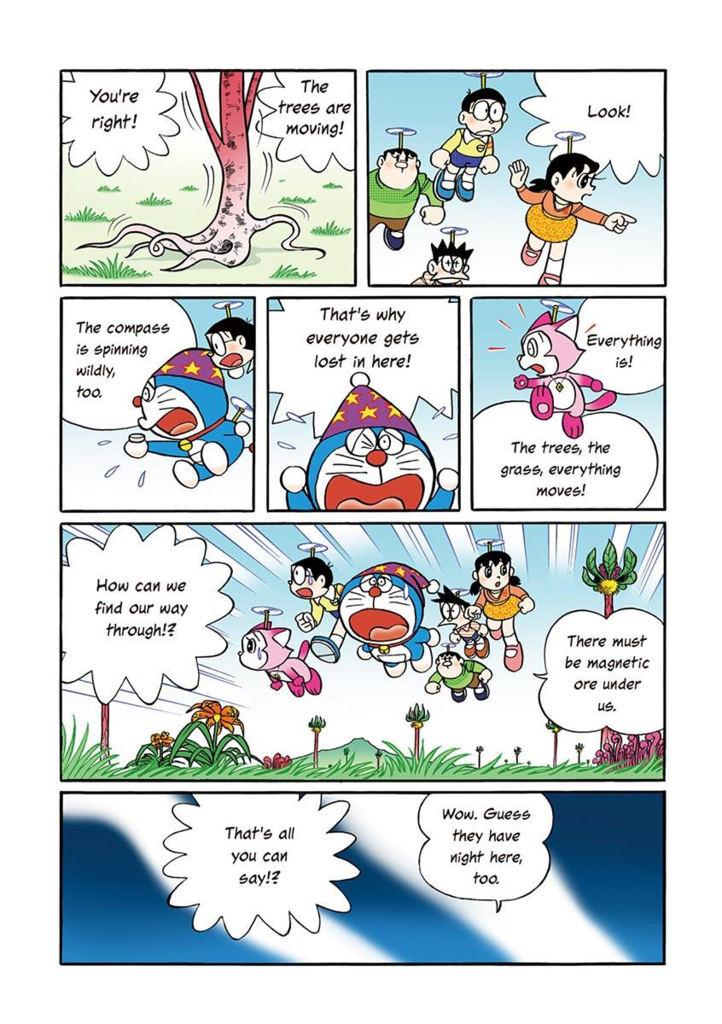 Look!
The
trees are
moving!
You're
right!
Everything
is!
The trees, the
grass, everything
moves!
That's why
everyone gets
lost in here!
The compass
is spinning
wildly,
too.
There must
be magnetic
ore under
us.
How can we
find our way
through!?
Wow. Guess
they have
night here,
too.
That's all
you can
say!?